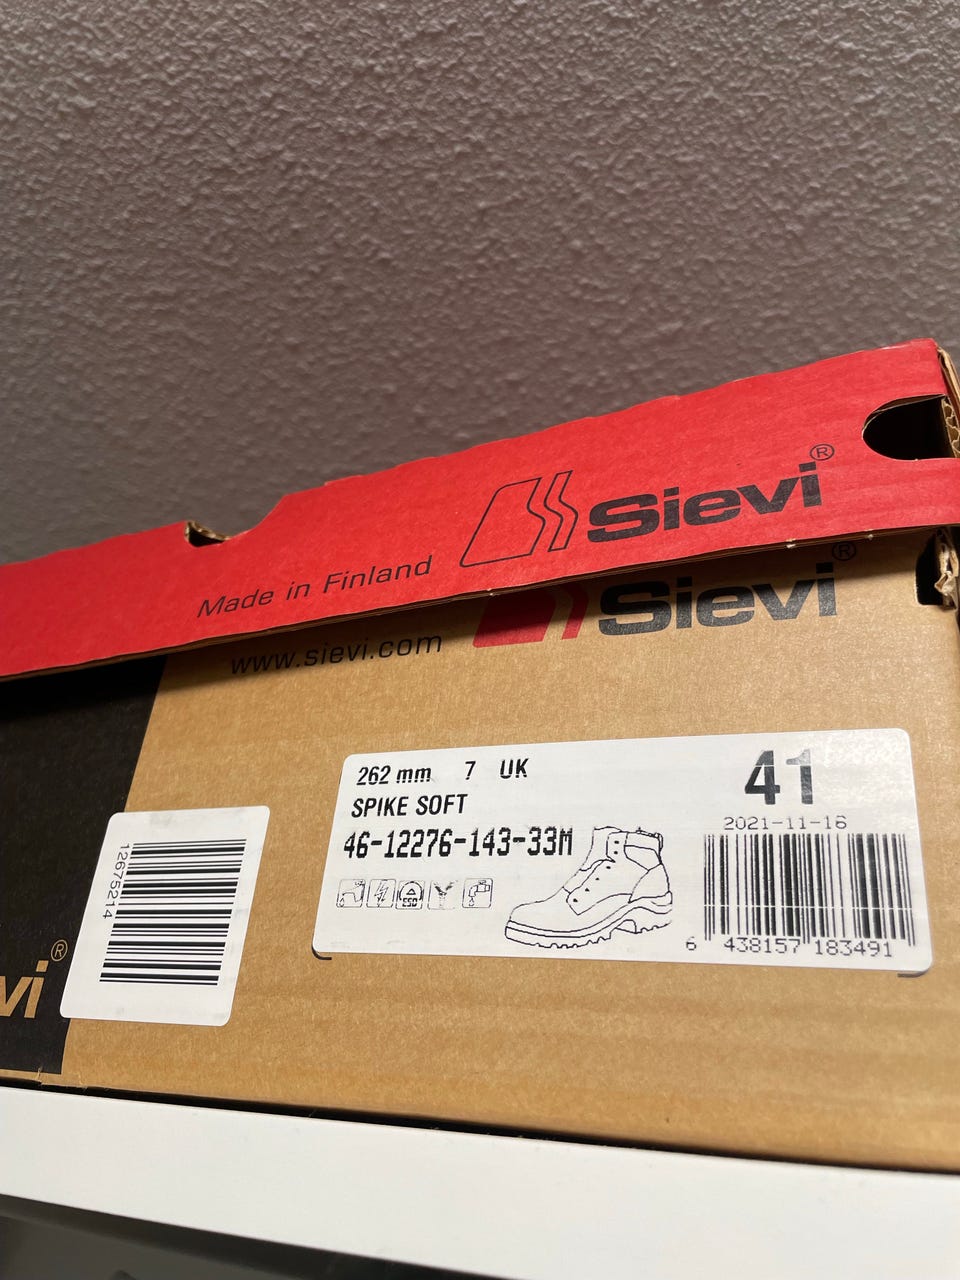 Sievi®
Made in Finland
Sievi®
www.sievi.com
262 mm 7 UK
41
SPIKE SOFT
2021-11-16
46-12276-143-33M
ESD
6 438157 183491
12675214
vi®